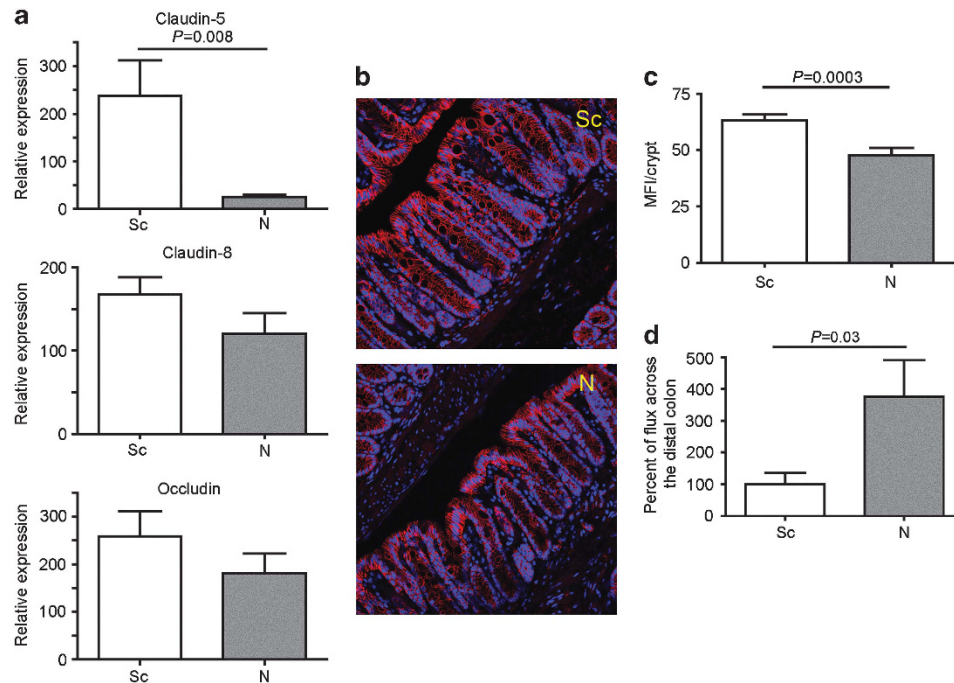 a
Claudin-5
P=0.008
Relative expression
300
200
100
0
Sc
N
Claudin-8
Relative expression
200
100
0
Sc
N
Occludin
Relative expression
300
200
100
0
Sc
N
b
Sc
N
c
P=0.0003
MFI/crypt
75
50
25
0
Sc
N
d
P=0.03
Percent of flux across
the distal colon
500
400
300
200
100
0
Sc
N